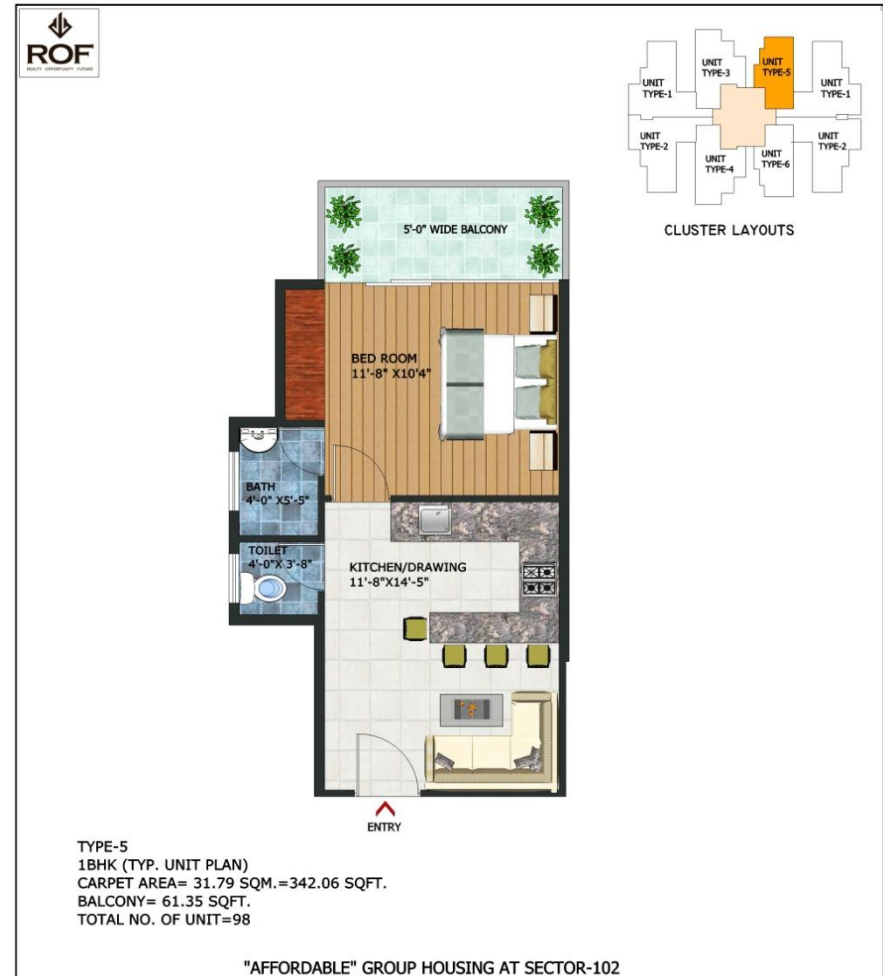 ROF
REALTY . OPPORTUNITY . FUTURE
UNIT
TYPE-1
UNIT
TYPE-3
UNIT
TYPE-5
UNIT
TYPE-1
UNIT
TYPE-2
UNIT
TYPE-4
UNIT
TYPE-6
UNIT
TYPE-2
CLUSTER LAYOUTS
5'-0" WIDE BALCONY
BED ROOM
11'-8" X10'4"
BATH
4'-0" X5'-5"
TOILET
4'-0"X 3'-8"
KITCHEN/DRAWING
11'-8"X14'-5"
ENTRY
TYPE-5
1BHK (TYP. UNIT PLAN)
CARPET AREA= 31.79 SQM.=342.06 SQFT.
BALCONY= 61.35 SQFT.
TOTAL NO. OF UNIT=98
"AFFORDABLE" GROUP HOUSING AT SECTOR-102